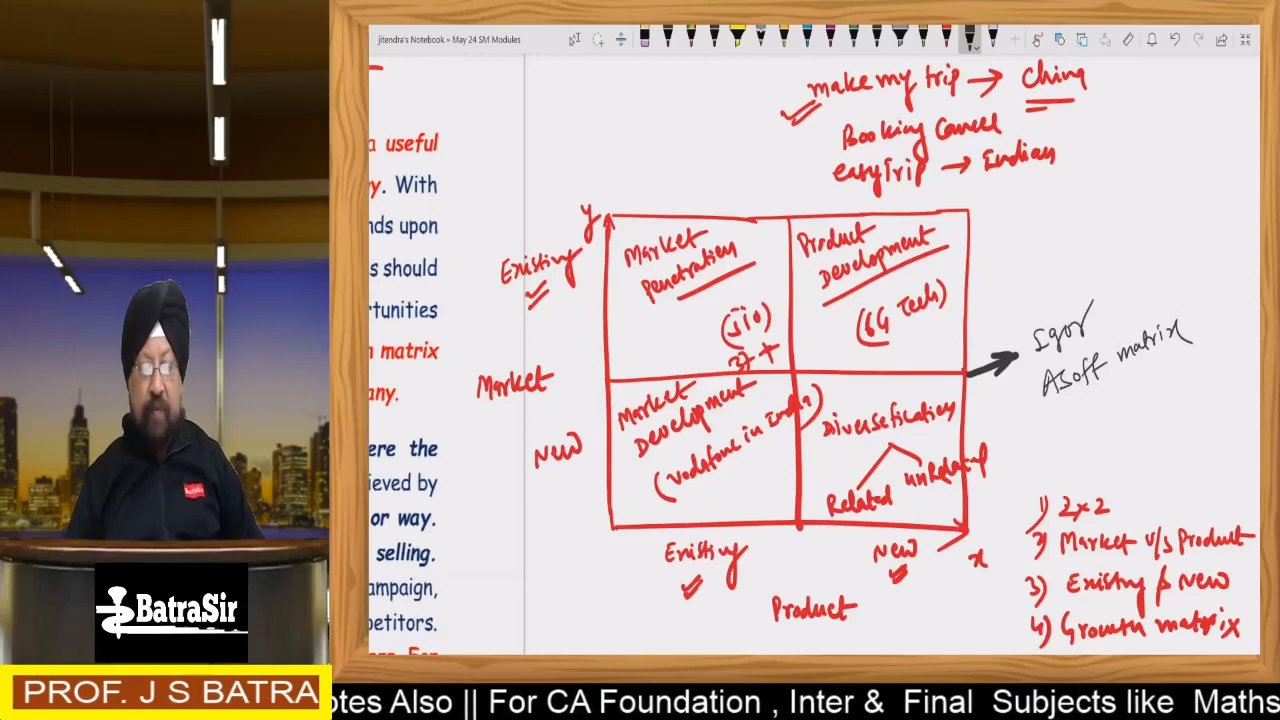 jitendra's Notebook » May 24 SM Modules
a useful
y. With
nds upon
s should
rtunities
n matrix
any.
ere the
ieved by
or way.
selling.
ampaign,
petitors.
make my trip → China
Booking Cancel
easyTrip → Indian
y
Existing
Market
New
Market
Penetration
(Jio)
Product
Development
(6G Tech)
Market
Development
(Vodafone in India)
Diversification
Related
unRelated
Existing
New
x
Product
Igor
ASoff matrix
1) 2x2
Market v/s Product
3) Existing & New
4) Growth matrix
BatraSir
PROF. J S BATRA
otes Also || For CA Foundation , Inter & Final Subjects like Maths